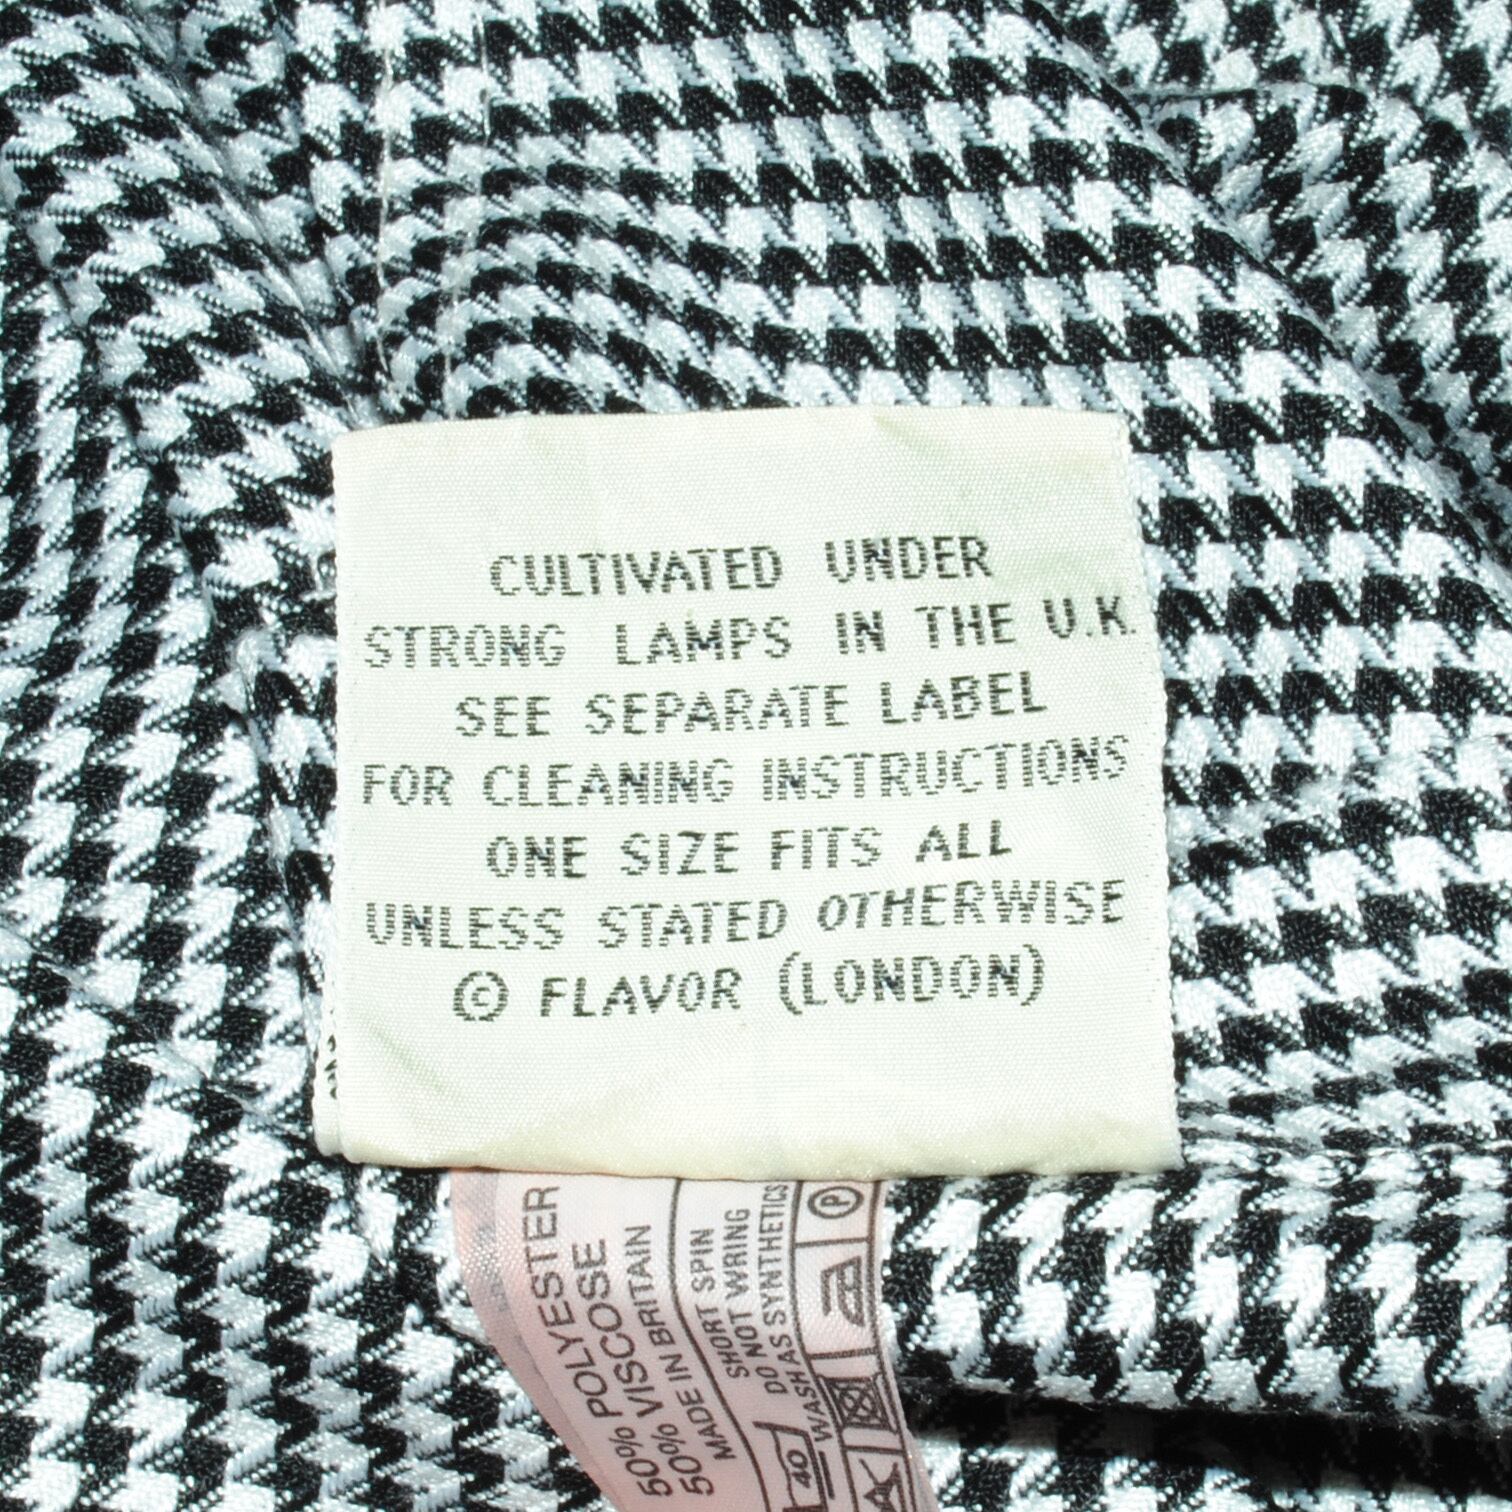 CULTIVATED UNDER
STRONG LAMPS IN THE U.K.
SEE SEPARATE LABEL
FOR CLEANING INSTRUCTIONS
ONE SIZE FITS ALL
UNLESS STATED OTHERWISE
© FLAVOR (LONDON)
50% POLYESTER
50% VISCOSE
MADE IN BRITAIN
SHORT SPIN
DO NOT WRING
WASH AS SYNTHETICS
40
P